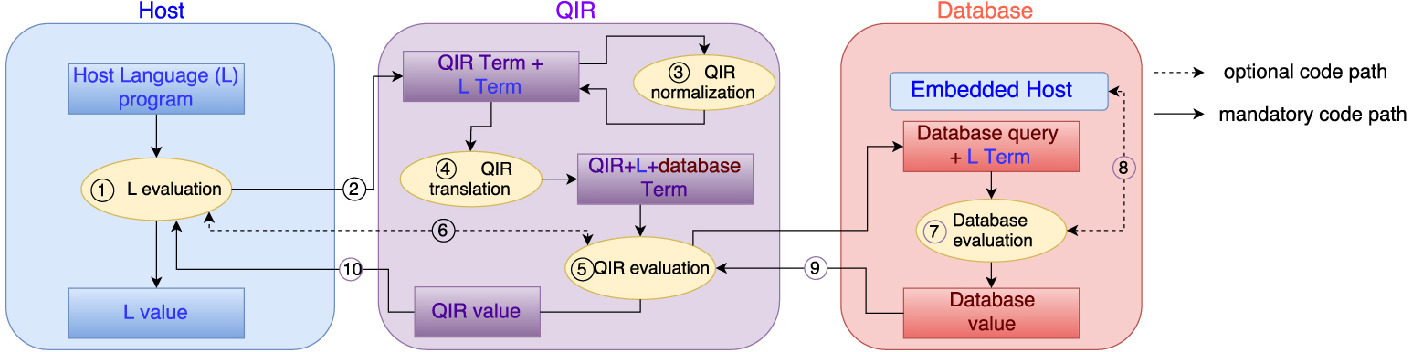 Host
QIR
Database
Host Language (L)
program
1 L evaluation
L value
2
QIR Term +
L Term
3 QIR
normalization
4 QIR
translation
QIR+L+database
Term
6
5 QIR evaluation
10
QIR value
9
Embedded Host
Database query
+ L Term
8
7 Database
evaluation
Database
value
optional code path
mandatory code path